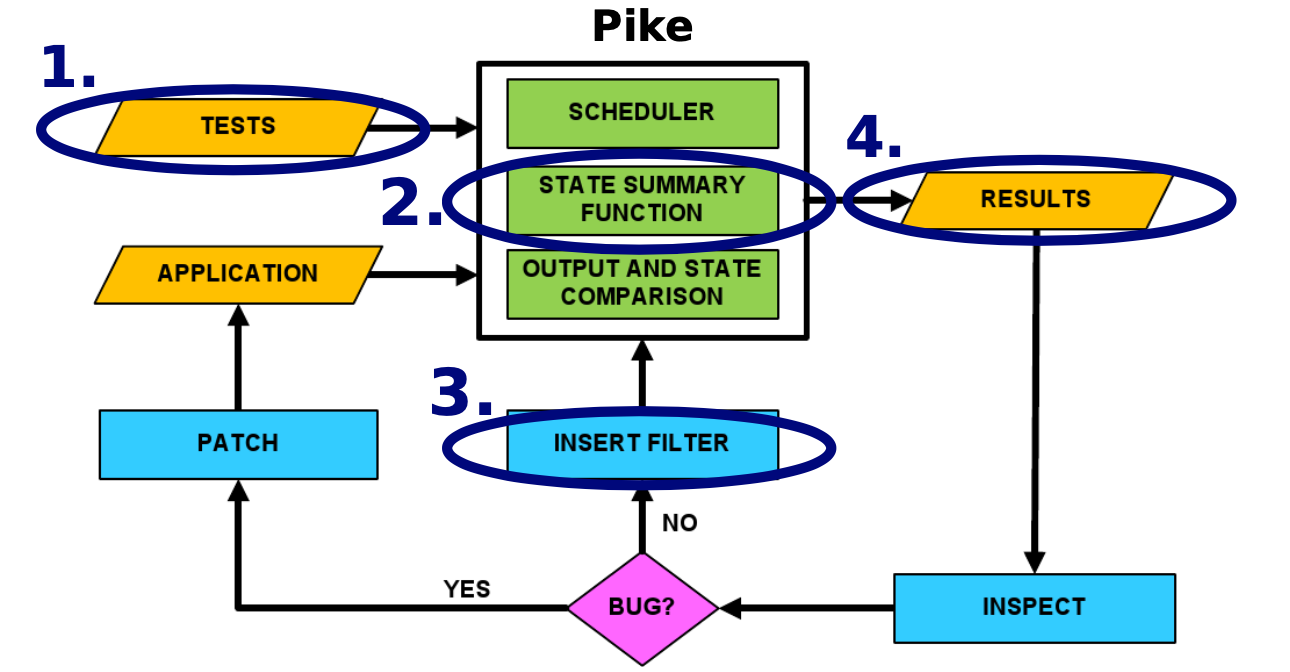 Pike
1.
TESTS
SCHEDULER
2.
STATE SUMMARY
FUNCTION
4.
RESULTS
APPLICATION
OUTPUT AND STATE
COMPARISON
3.
PATCH
INSERT FILTER
NO
YES
BUG?
INSPECT